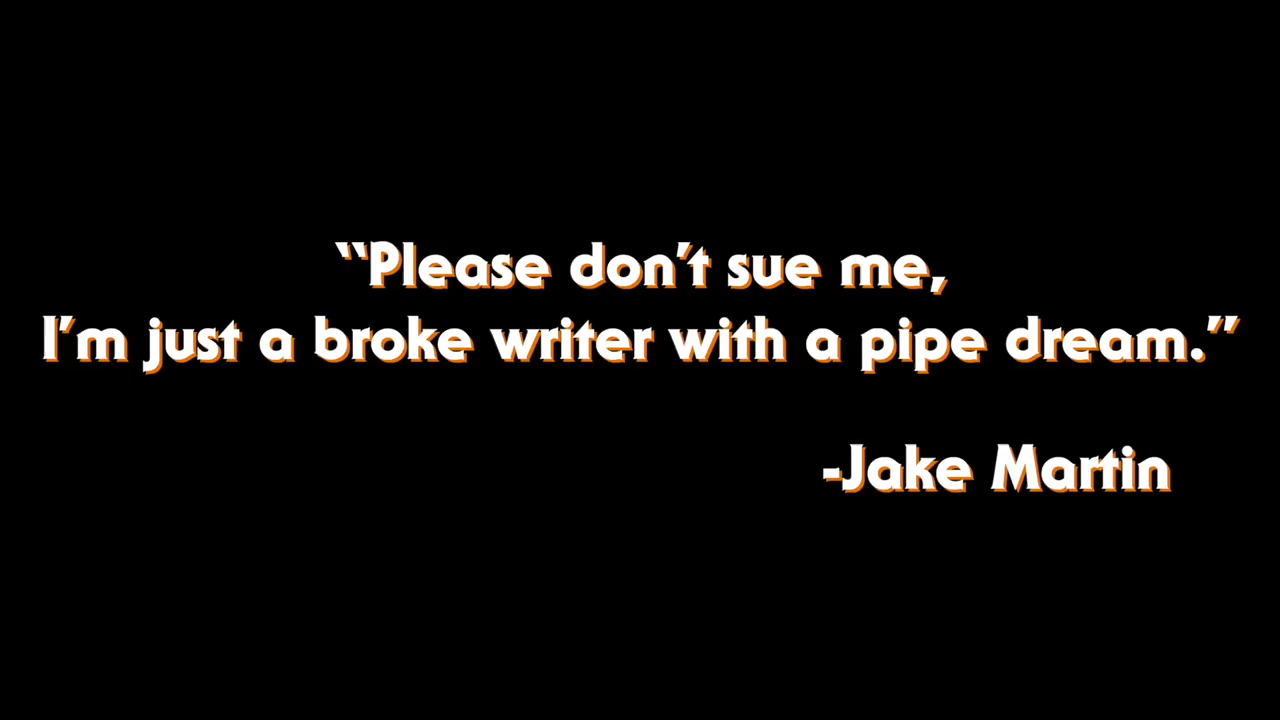 “Please don’t sue me,
I’m just a broke writer with a pipe dream.”
-Jake Martin